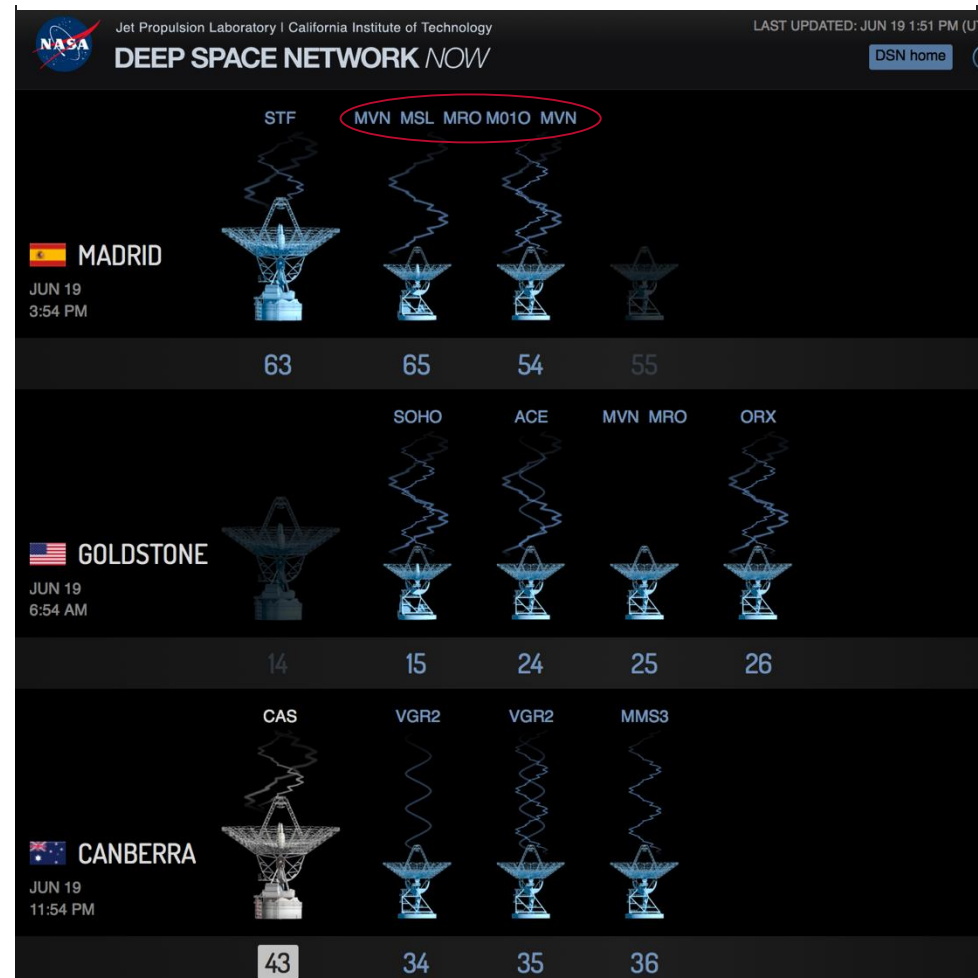 NASA
Jet Propulsion Laboratory | California Institute of Technology
LAST UPDATED: JUN 19 1:51 PM (UT
DEEP SPACE NETWORK NOW
DSN home
STF MVN MSL MRO M01O MVN
MADRID
JUN 19
3:54 PM
63 65 54 55
SOHO ACE MVN MRO ORX
GOLDSTONE
JUN 19
6:54 AM
14 15 24 25 26
CAS VGR2 VGR2 MMS3
CANBERRA
JUN 19
11:54 PM
43 34 35 36